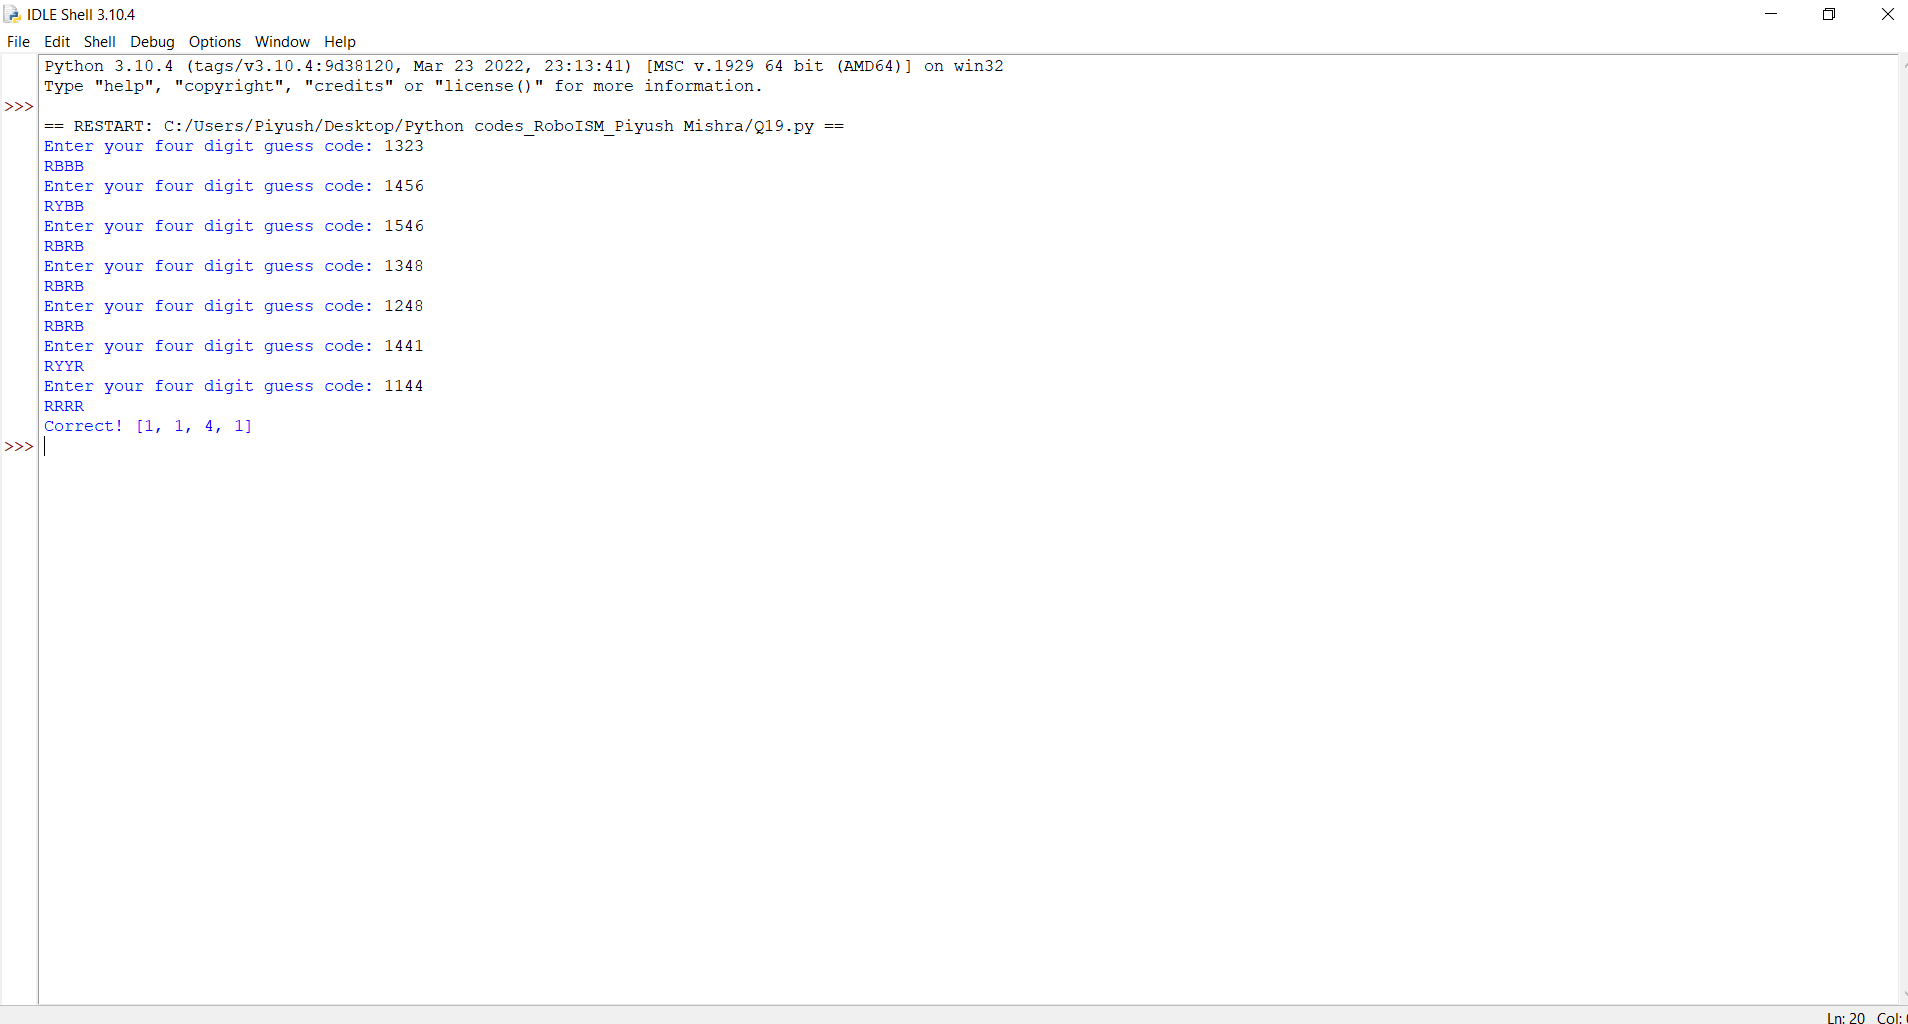 IDLE Shell 3.10.4
File Edit Shell Debug Options Window Help
Python 3.10.4 (tags/v3.10.4:9d38120, Mar 23 2022, 23:13:41) [MSC v.1929 64 bit (AMD64)] on win32
Type "help", "copyright", "credits" or "license()" for more information.
>>>
== RESTART: C:/Users/Piyush/Desktop/Python codes_RoboISM_Piyush Mishra/Q19.py ==
Enter your four digit guess code: 1323
RBBB
Enter your four digit guess code: 1456
RYBB
Enter your four digit guess code: 1546
RBRB
Enter your four digit guess code: 1348
RBRB
Enter your four digit guess code: 1248
RBRB
Enter your four digit guess code: 1441
RYYR
Enter your four digit guess code: 1144
RRRR
Correct! [1, 1, 4, 1]
>>>
Ln: 20 Col: